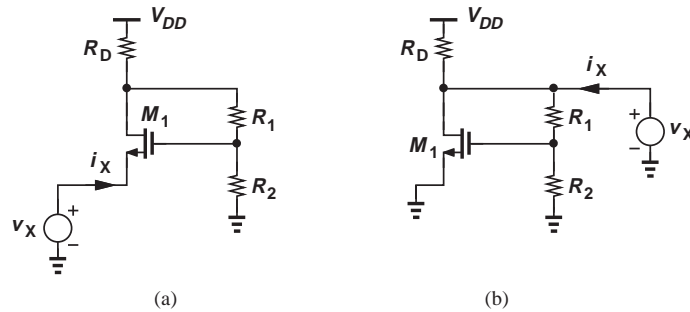 V_DD
V_DD
R_D
R_D
i_X
M_1
R_1
R_1
v_X
i_X
M_1
R_2
R_2
v_X
(a)
(b)